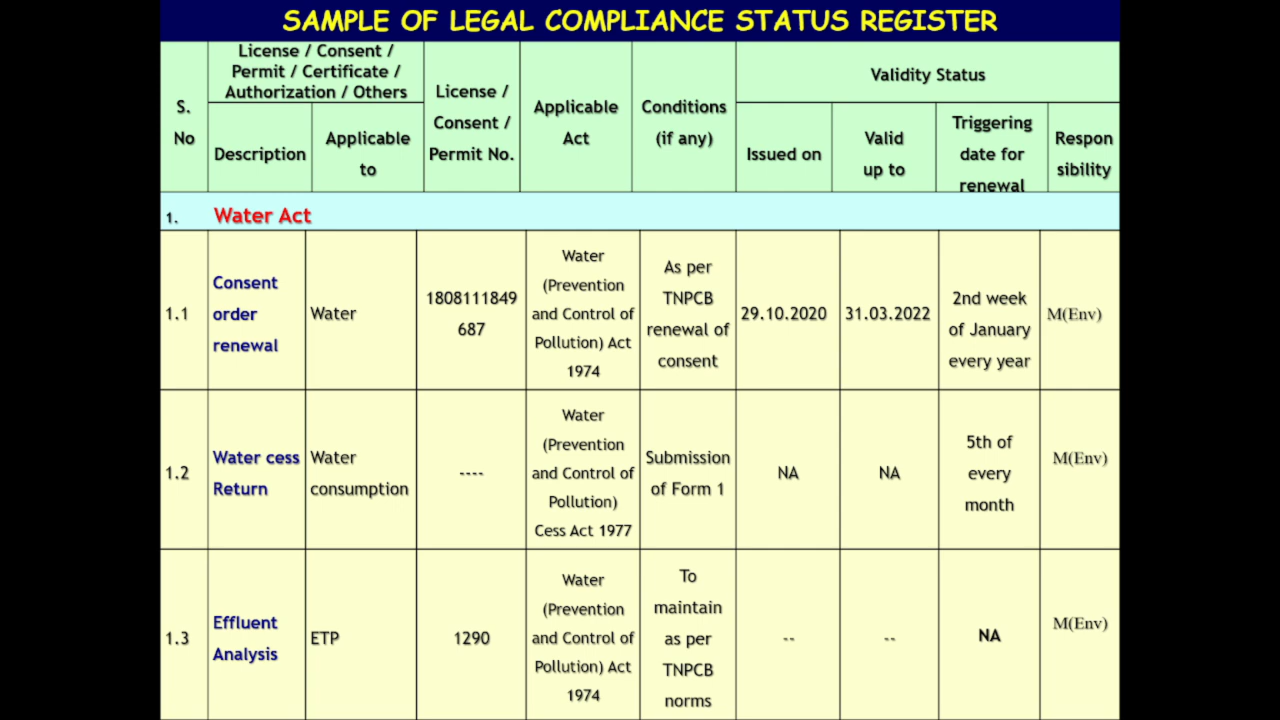 SAMPLE OF LEGAL COMPLIANCE STATUS REGISTER
S.
No
License / Consent /
Permit / Certificate /
Authorization / Others
Description
Applicable
to
License /
Consent /
Permit No.
Applicable
Act
Conditions
(if any)
Validity Status
Issued on
Valid
up to
Triggering
date for
renewal
Respon
sibility
1.
Water Act
1.1
Consent
order
renewal
Water
1808111849
687
Water
(Prevention
and Control of
Pollution) Act
1974
As per
TNPCB
renewal of
consent
29.10.2020
31.03.2022
2nd week
of January
every year
M(Env)
1.2
Water cess
Return
Water
consumption
----
Water
(Prevention
and Control of
Pollution)
Cess Act 1977
Submission
of Form 1
NA
NA
5th of
every
month
M(Env)
1.3
Effluent
Analysis
ETP
1290
Water
(Prevention
and Control of
Pollution) Act
1974
To
maintain
as per
TNPCB
norms
--
--
NA
M(Env)